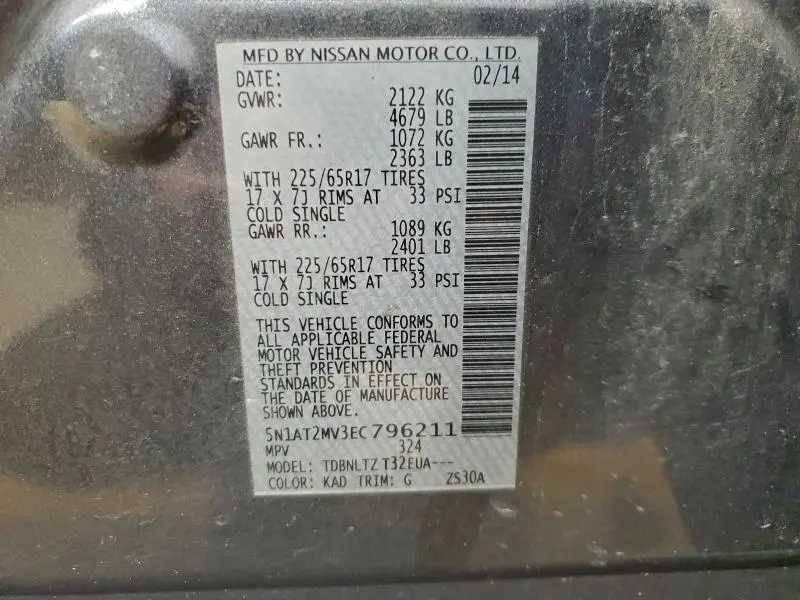 MFD BY NISSAN MOTOR CO., LTD.
DATE: 02/14
GVWR: 2122 KG
4679 LB
GAWR FR.: 1072 KG
2363 LB
WITH 225/65R17 TIRES
17 X 7J RIMS AT 33 PSI
COLD SINGLE
GAWR RR.: 1089 KG
2401 LB
WITH 225/65R17 TIRES
17 X 7J RIMS AT 33 PSI
COLD SINGLE
THIS VEHICLE CONFORMS TO
ALL APPLICABLE FEDERAL
MOTOR VEHICLE SAFETY AND
THEFT PREVENTION
STANDARDS IN EFFECT ON
THE DATE OF MANUFACTURE
SHOWN ABOVE.
5N1AT2MV3EC796211
MPV 324
MODEL: TDBNLTZ T32EUA---
COLOR: KAD TRIM: G ZS30A